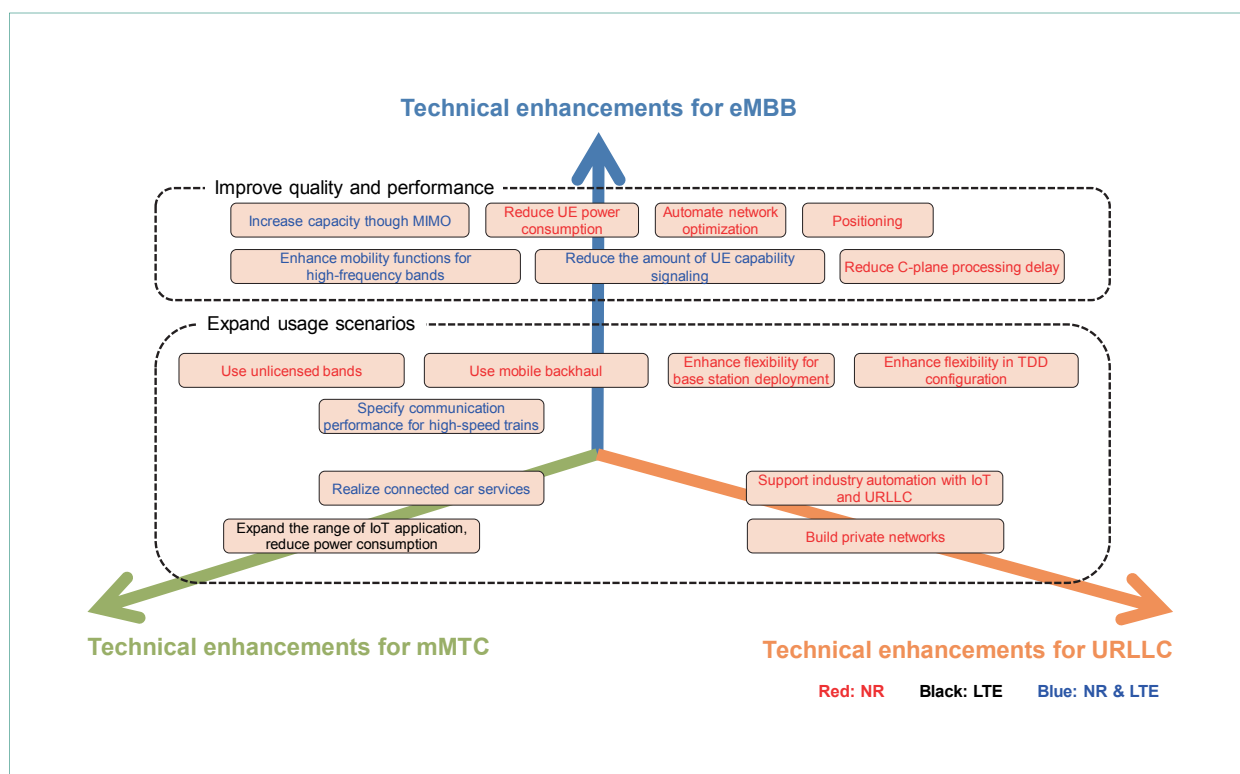 Technical enhancements for eMBB
Improve quality and performance
Increase capacity though MIMO
Reduce UE power
consumption
Automate network
optimization
Positioning
Enhance mobility functions for
high-frequency bands
Reduce the amount of UE capability
signaling
Reduce C-plane processing delay
Expand usage scenarios
Use unlicensed bands
Use mobile backhaul
Enhance flexibility for
base station deployment
Enhance flexibility in TDD
configuration
Specify communication
performance for high-speed trains
Realize connected car services
Support industry automation with IoT
and URLLC
Expand the range of IoT application,
reduce power consumption
Build private networks
Technical enhancements for mMTC
Technical enhancements for URLLC
Red: NR Black: LTE Blue: NR & LTE